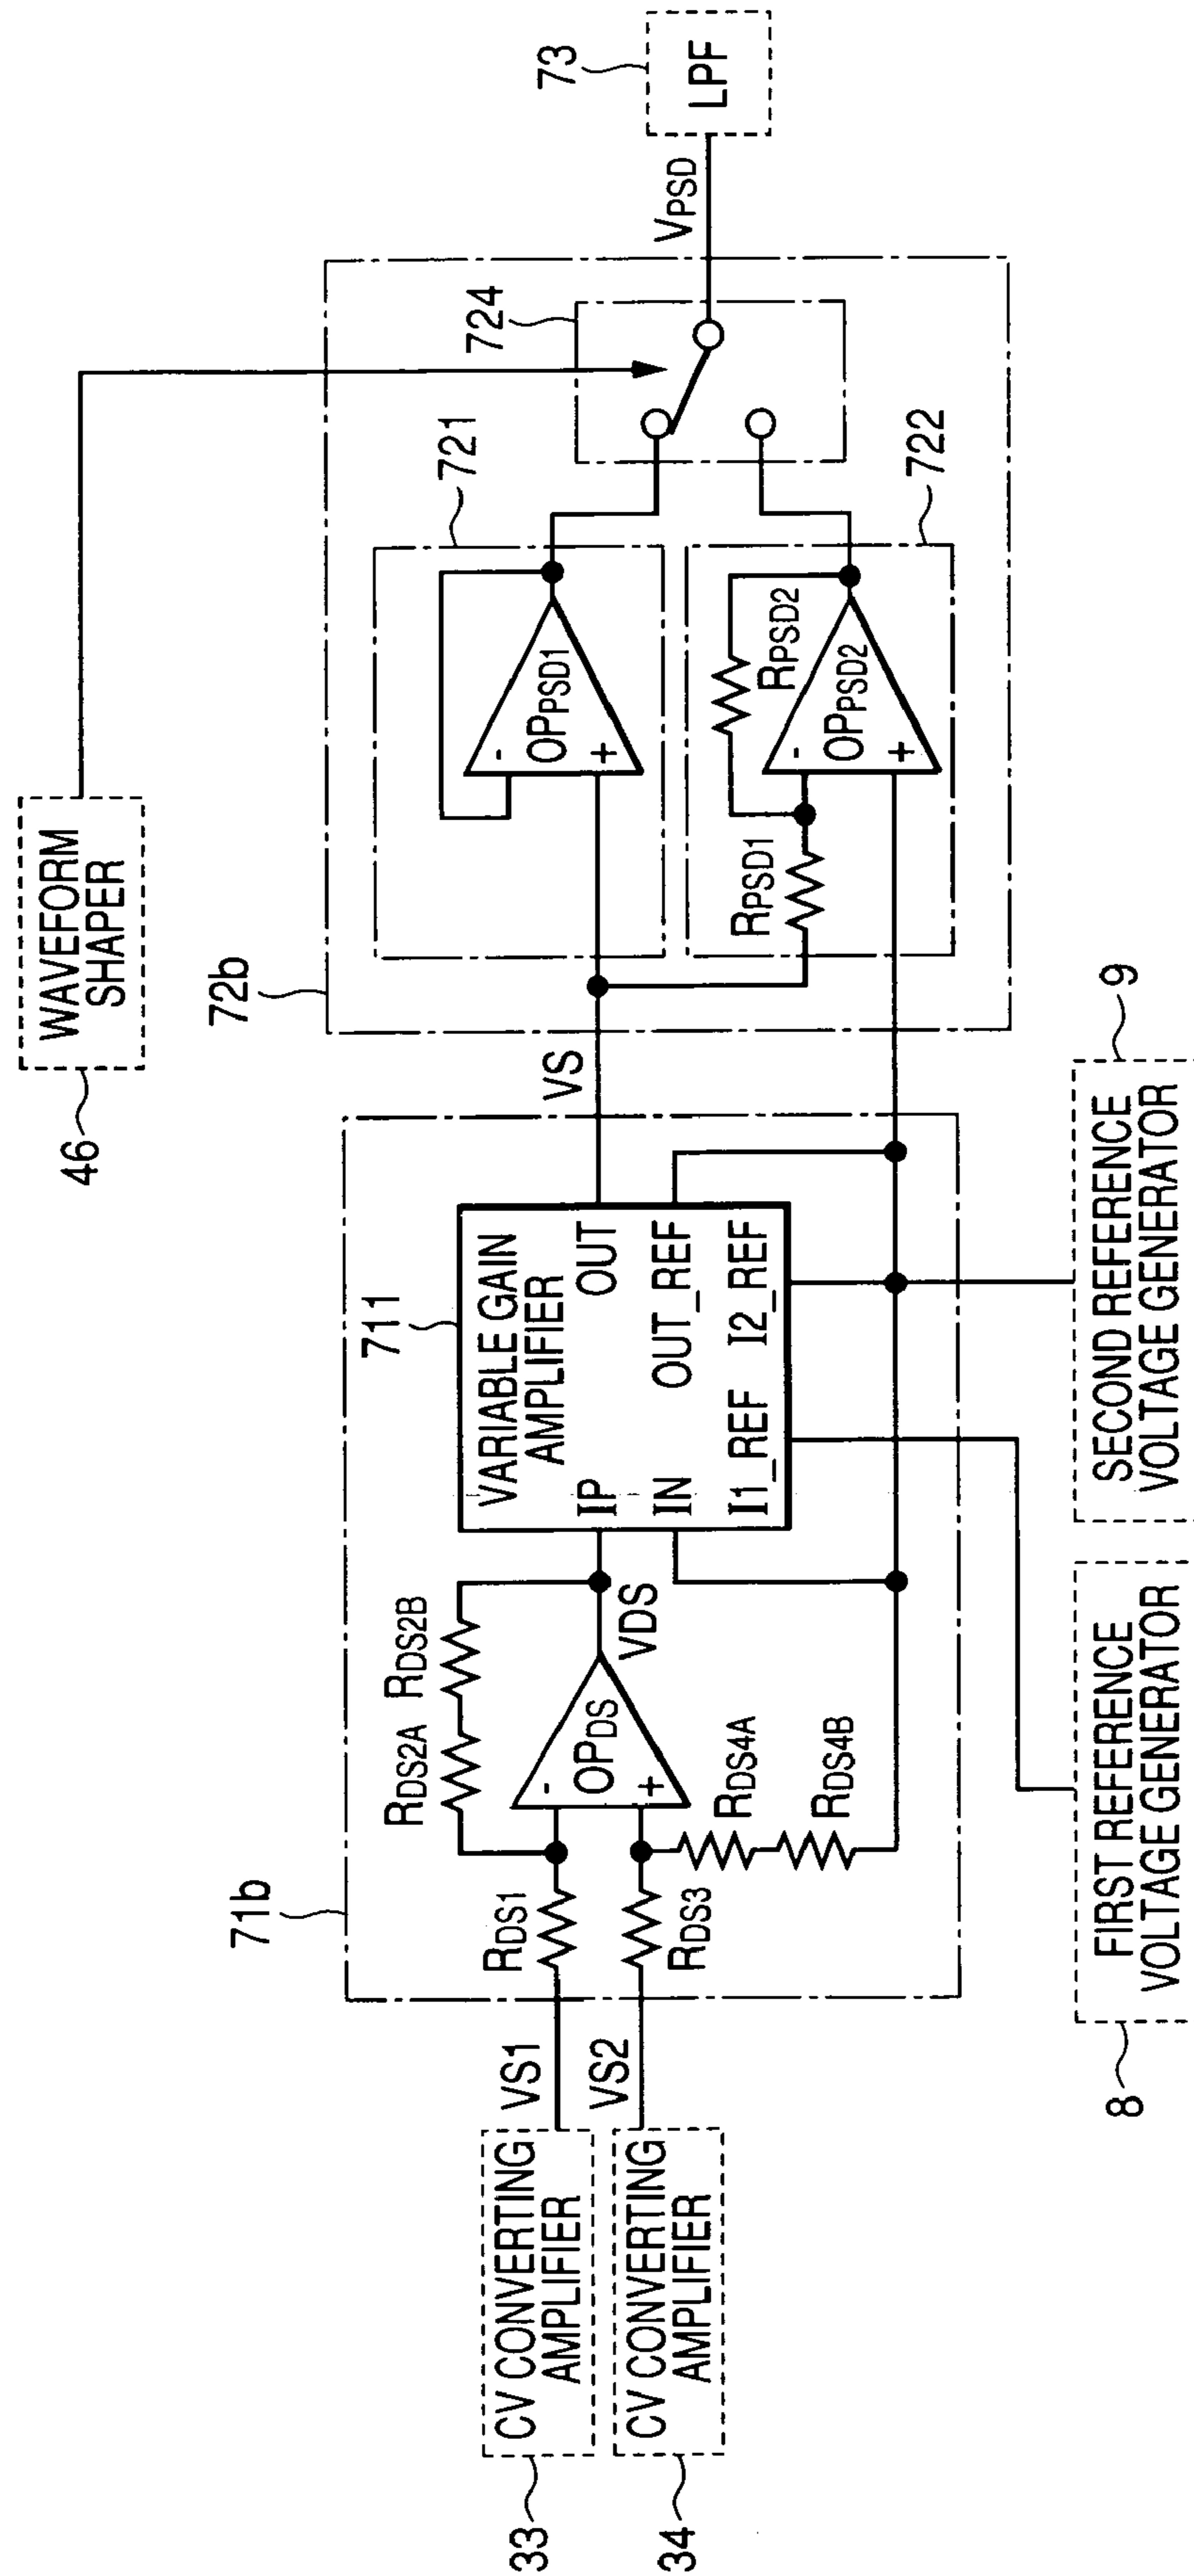 WAVEFORM
SHAPER
46
72b
724
73
LPF
VPSD
721
OPPSD1
-
+
722
RPSD1
RPSD2
OPPSD2
-
+
VS
71b
711
VARIABLE GAIN
AMPLIFIER
IP
OUT
IN
OUT_REF
I1_REF
I2_REF
RDS2A
RDS2B
OPDS
-
+
VDS
RDS1
RDS3
RDS4A
RDS4B
VS1
VS2
CV CONVERTING
AMPLIFIER
33
CV CONVERTING
AMPLIFIER
34
FIRST REFERENCE
VOLTAGE GENERATOR
8
SECOND REFERENCE
VOLTAGE GENERATOR
9